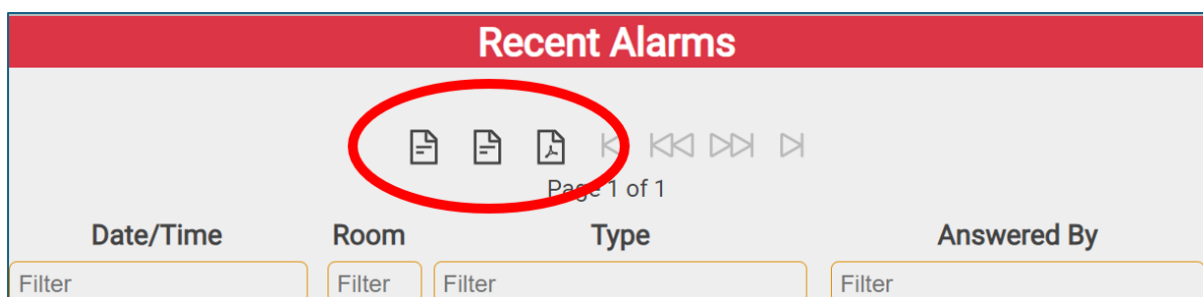 Recent Alarms
Page 1 of 1
Date/Time Room Type Answered By
Filter Filter Filter Filter